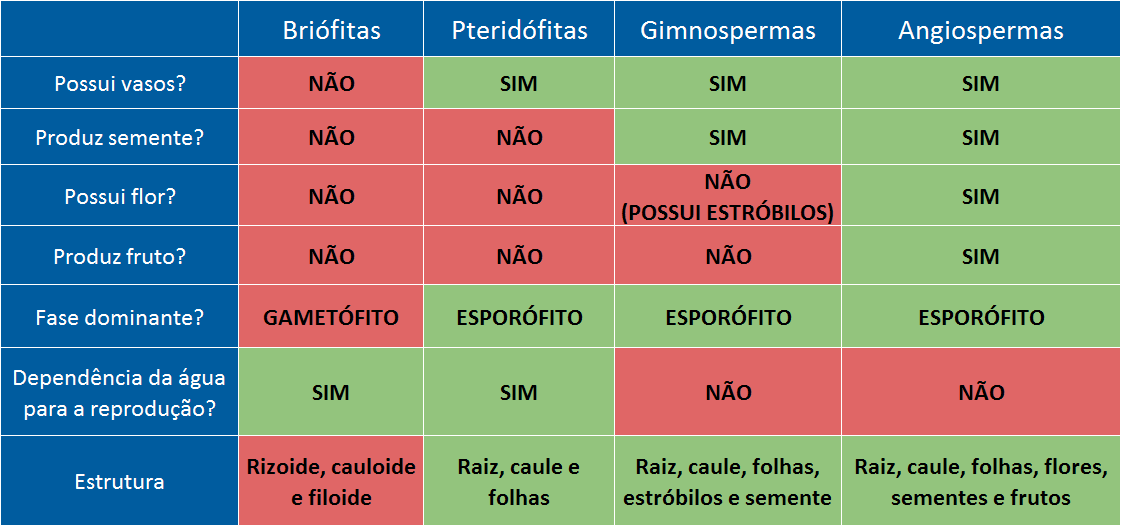 Briófitas Pteridófitas Gimnospermas Angiospermas
Possui vasos? NÃO SIM SIM SIM
Produz semente? NÃO NÃO SIM SIM
Possui flor? NÃO NÃO NÃO SIM
(POSSUI ESTRÓBILOS)
Produz fruto? NÃO NÃO NÃO SIM
Fase dominante? GAMETÓFITO ESPORÓFITO ESPORÓFITO ESPORÓFITO
Dependência da água
para a reprodução? SIM SIM NÃO NÃO
Estrutura Rizoide, cauloide Raiz, caule e Raiz, caule, folhas, Raiz, caule, folhas, flores,
e filoide folhas estróbilos e semente sementes e frutos